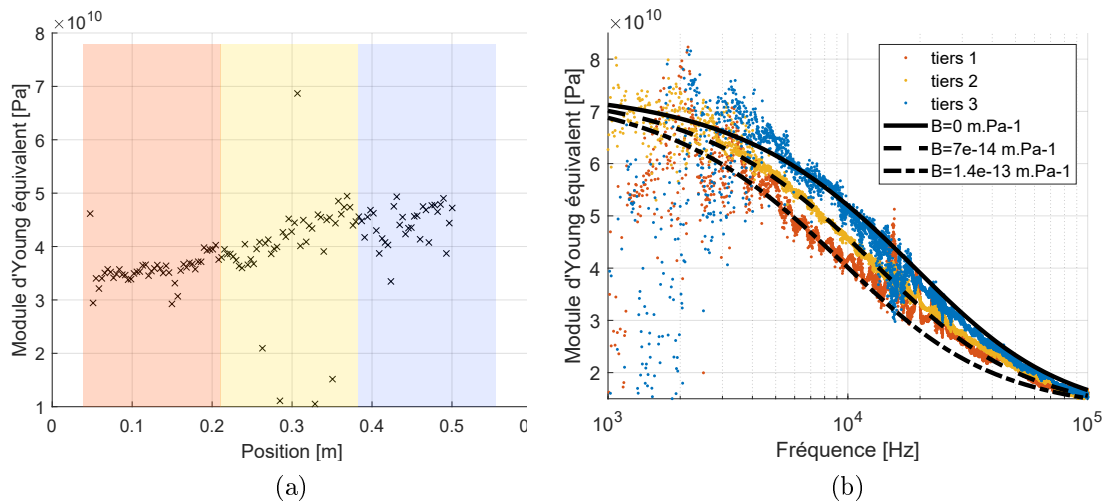 ×10^10
8
7
6
5
4
3
2
1
Module d'Young équivalent [Pa]
0
0.1
0.2
0.3
0.4
0.5
0
Position [m]
(a)
×10^10
8
7
6
5
4
3
2
Module d'Young équivalent [Pa]
10^3
10^4
10^5
Fréquence [Hz]
tiers 1
tiers 2
tiers 3
B=0 m.Pa-1
B=7e-14 m.Pa-1
B=1.4e-13 m.Pa-1
(b)